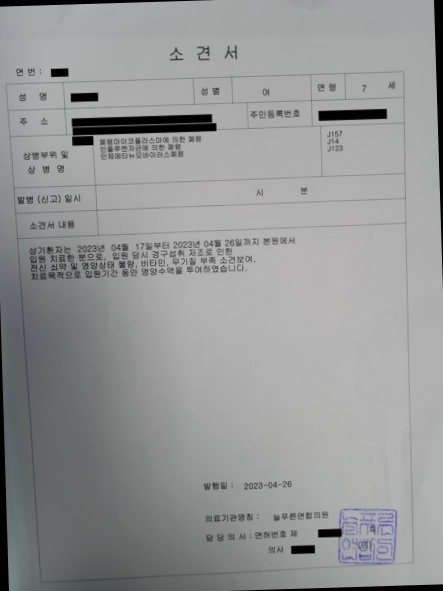 소 견 서
연 번 :
성 명 성 별 여 연 령 7 세
주 소 주민등록번호
상병부위 및
상 병 명
폐렴마이코플라스마에 의한 폐렴 J157
인플루엔자균에 의한 폐렴 J14
인체메타뉴모바이러스폐렴 J123
발병 (신고) 일시 시 분
소견서 내용
상기환자는 2023년 04월 17일부터 2023년 04월 26일까지 본원에서
입원 치료한 분으로, 입원 당시 경구섭취 저조로 인한
전신 쇠약 및 영양상태 불량, 비타민, 무기질 부족 소견보여,
치료목적으로 입원기간 동안 영양수액을 투여하였습니다.
발행일 : 2023-04-26
의료기관명칭 : 늘푸른연합의원
담 당 의 사 : 면허번호 제 호
의사